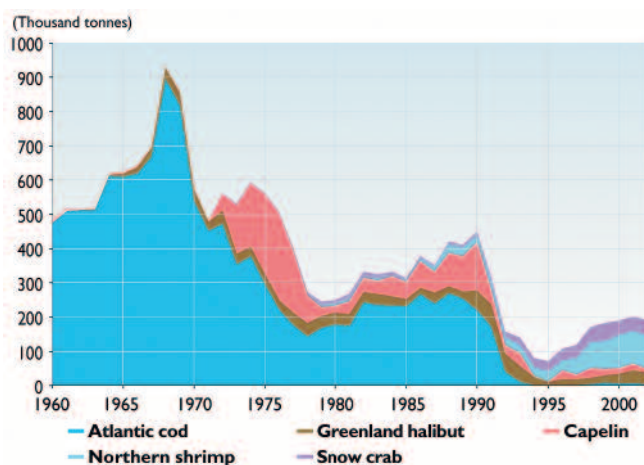 (Thousand tonnes)
1000
900
800
700
600
500
400
300
200
100
0
1960 1965 1970 1975 1980 1985 1990 1995 2000
Atlantic cod Greenland halibut Capelin
Northern shrimp Snow crab